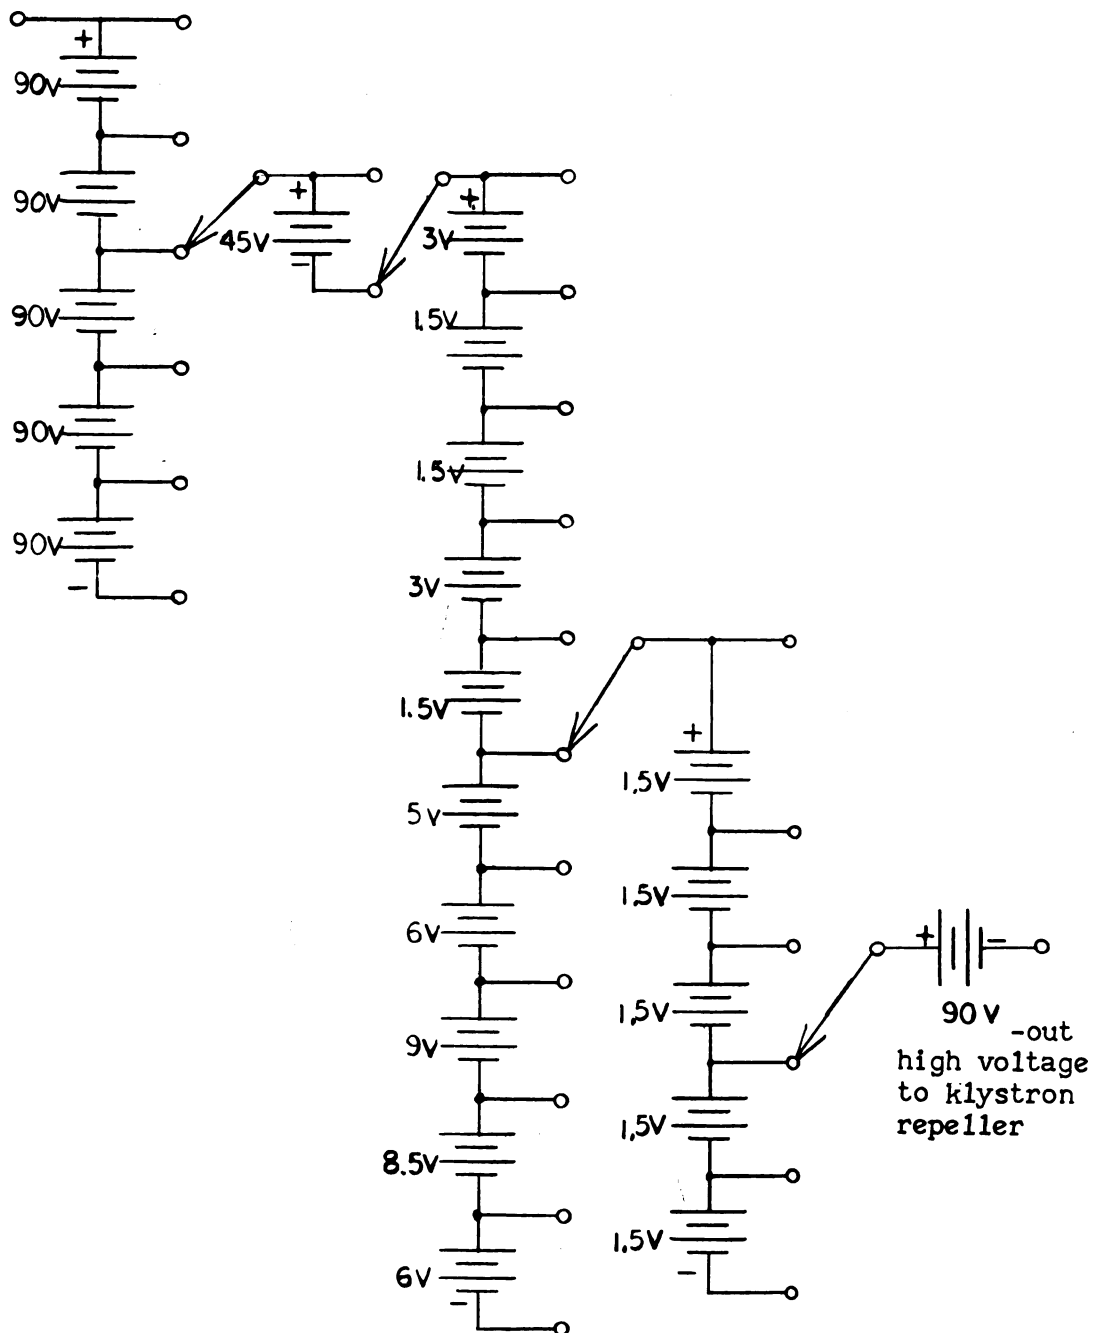 +
90V
90V
90V
90V
90V
−
+
45V
−
+
3V
1.5V
1.5V
3V
1.5V
5V
6V
9V
8.5V
6V
−
+
1.5V
1.5V
1,5V
1,5V
1.5V
−
+ −
90V
-out
high voltage
to klystron
repeller